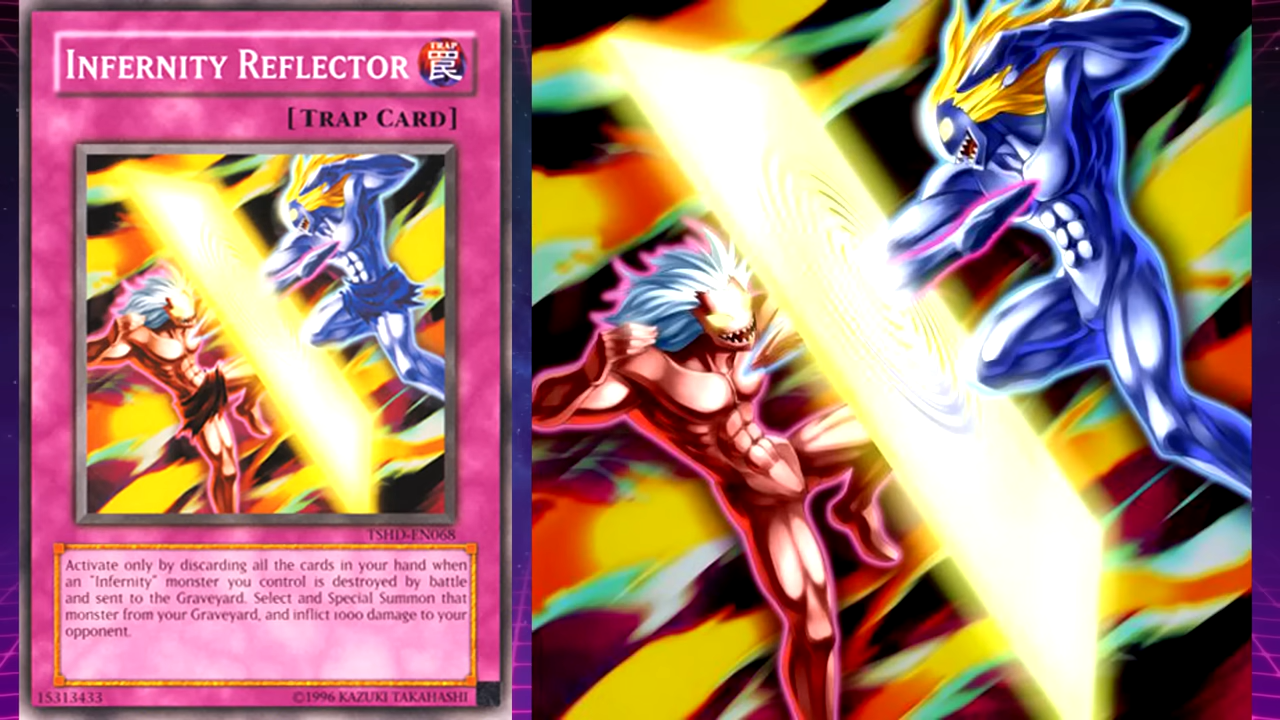 INFERNITY REFLECTOR
TRAP
罠
[TRAP CARD]
TSHD-EN068
Activate only by discarding all the cards in your hand when
an "Infernity" monster you control is destroyed by battle
and sent to the Graveyard. Select and Special Summon that
monster from your Graveyard, and inflict 1000 damage to your
opponent.
15313433
©1996 KAZUKI TAKAHASHI